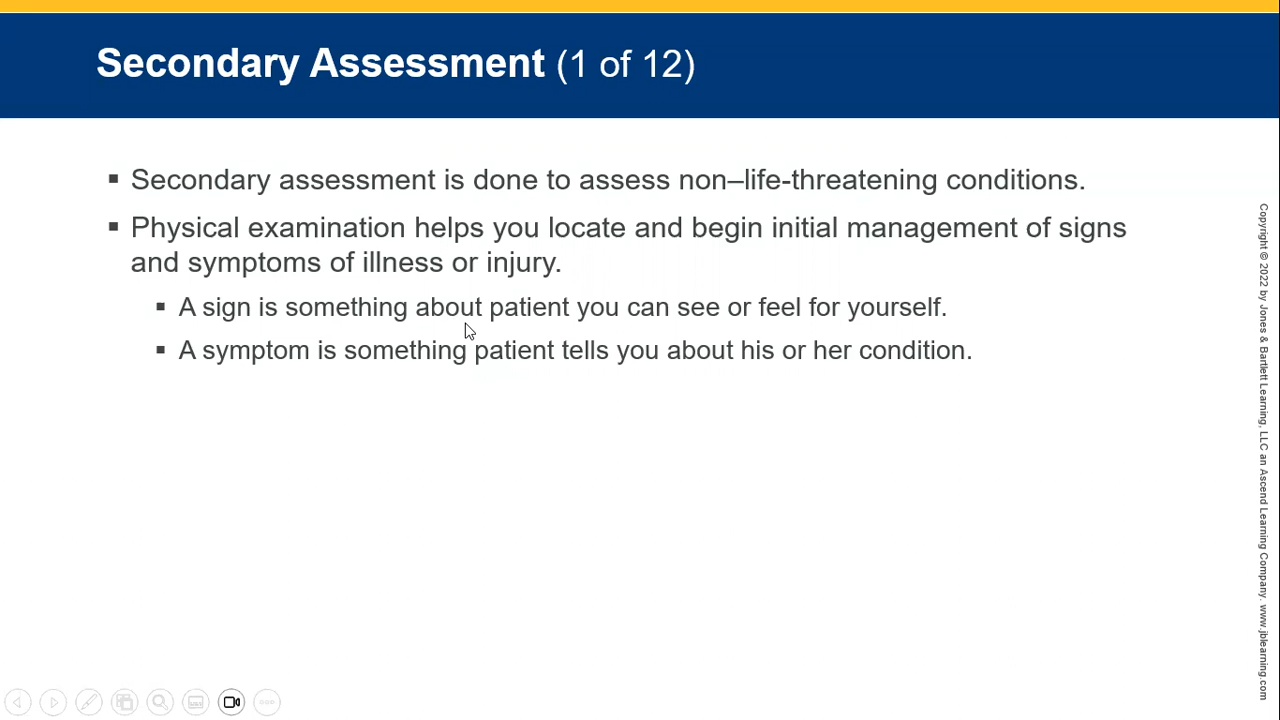 Secondary Assessment (1 of 12)
▪ Secondary assessment is done to assess non–life-threatening conditions.
▪ Physical examination helps you locate and begin initial management of signs
and symptoms of illness or injury.
▪ A sign is something about patient you can see or feel for yourself.
▪ A symptom is something patient tells you about his or her condition.
Copyright © 2022 by Jones & Bartlett Learning, LLC an Ascend Learning Company. www.jblearning.com